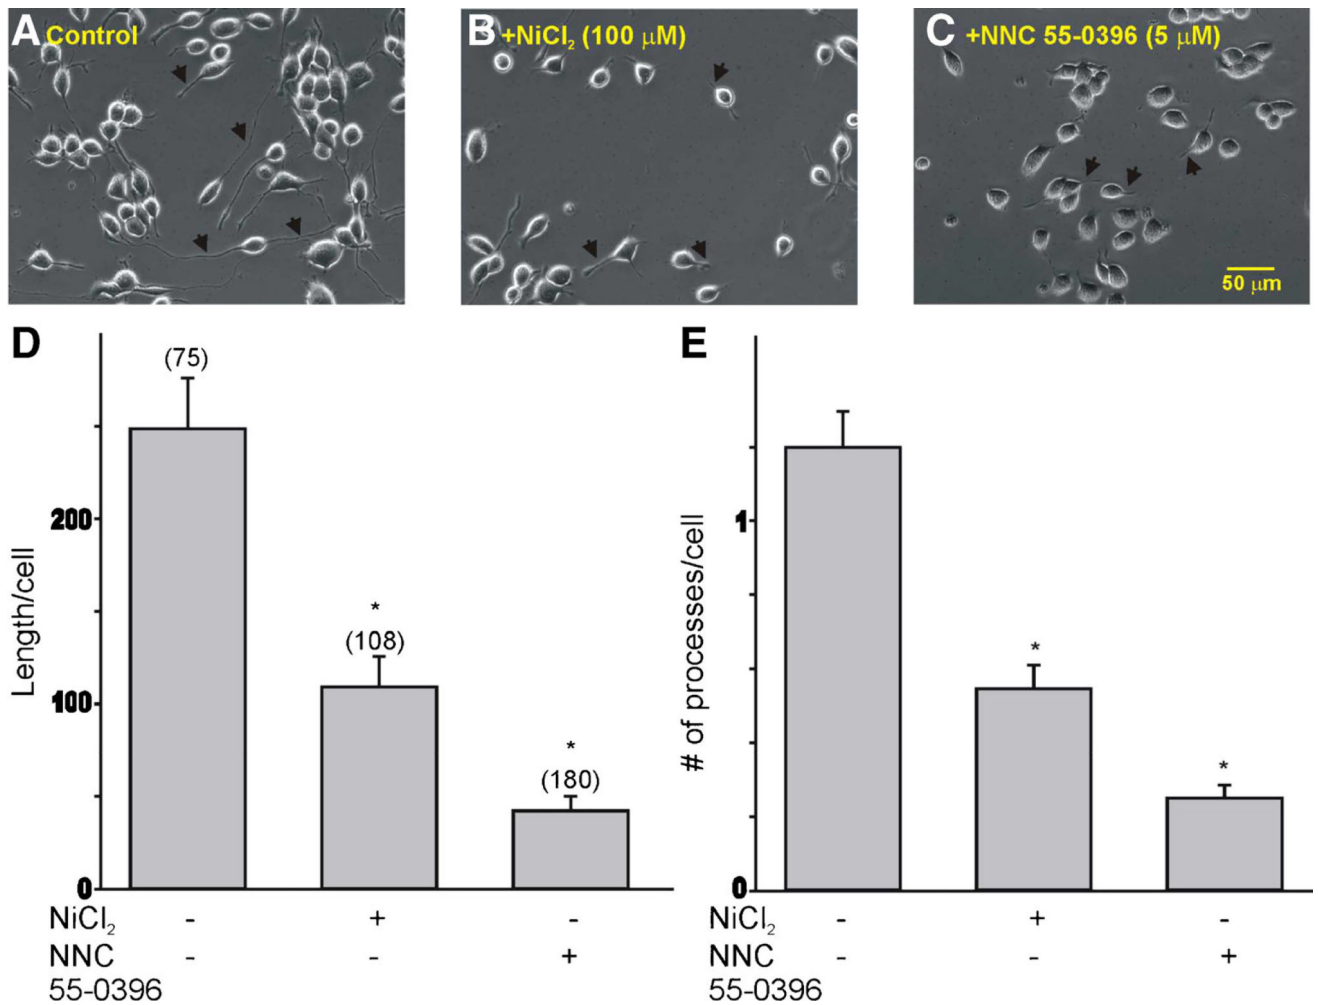 A Control
B +NiCl₂ (100 μM)
C +NNC 55-0396 (5 μM)
50 μm
D
(75)
200
*
(108)
100
*
(180)
0
Length/cell
NiCl₂ - + -
NNC - - +
55-0396
E
1
*
*
0
# of processes/cell
NiCl₂ - + -
NNC - - +
55-0396